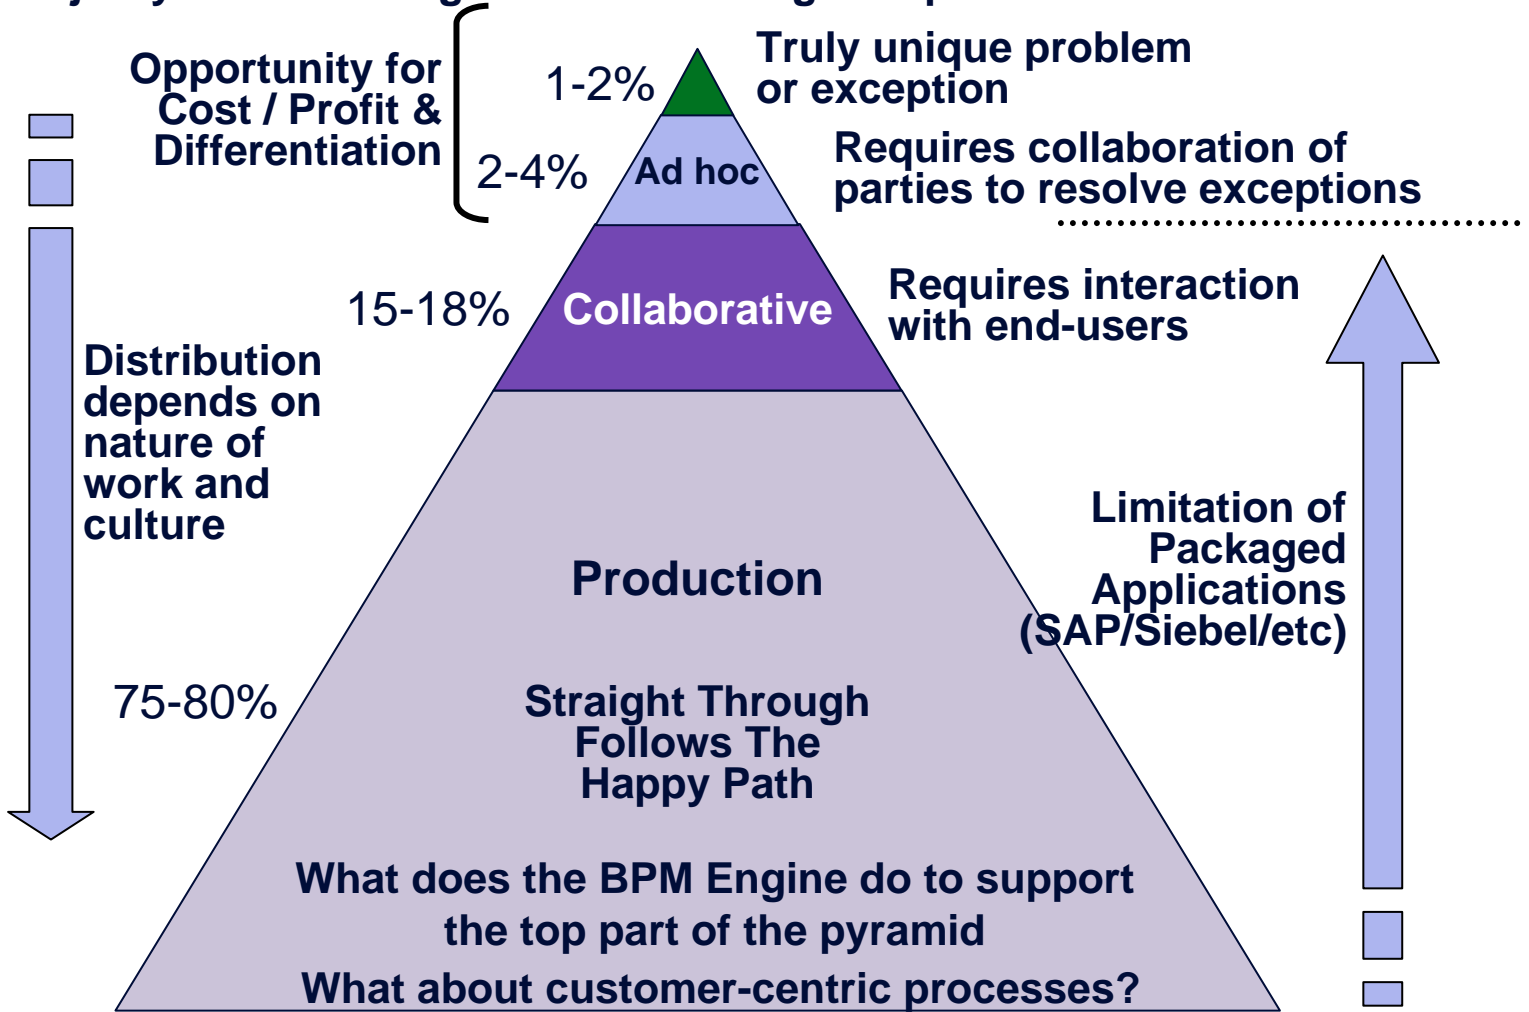 Opportunity for
Cost / Profit &
Differentiation
1-2%
Truly unique problem
or exception
2-4%
Ad hoc
Requires collaboration of
parties to resolve exceptions
15-18%
Collaborative
Requires interaction
with end-users
Distribution
depends on
nature of
work and
culture
Limitation of
Packaged
Applications
(SAP/Siebel/etc)
Production
75-80%
Straight Through
Follows The
Happy Path
What does the BPM Engine do to support
the top part of the pyramid
What about customer-centric processes?